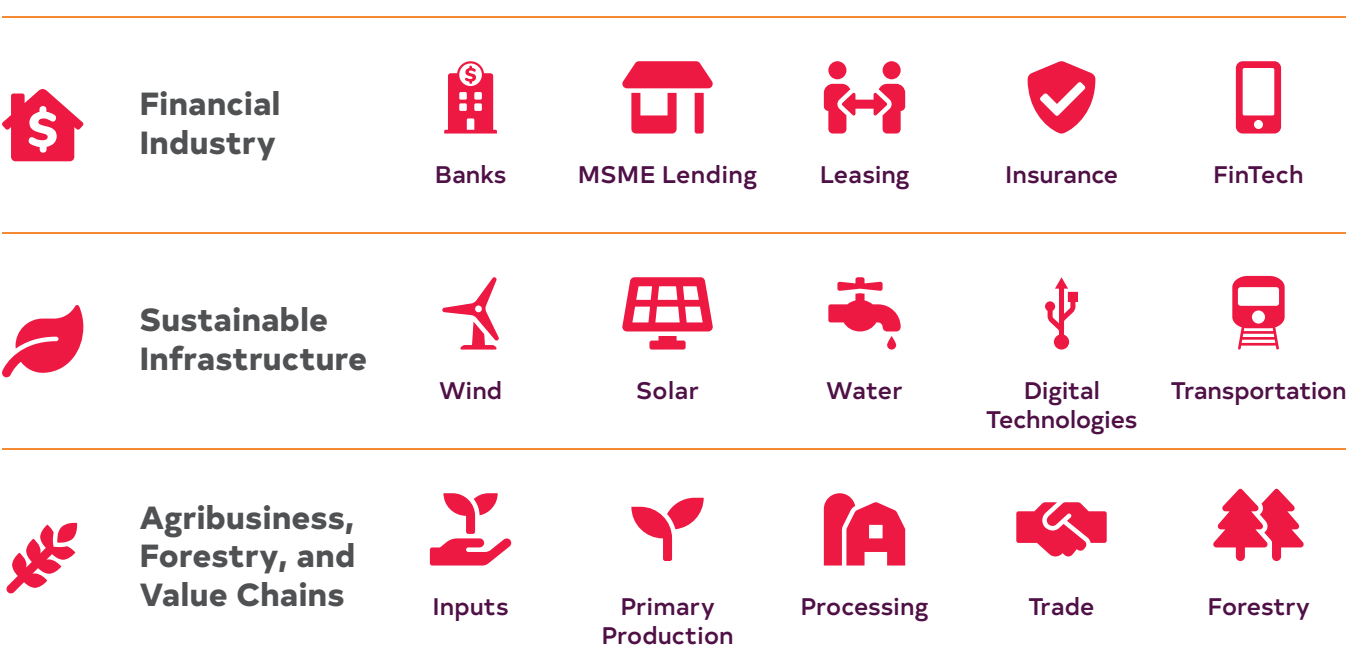 Financial
Industry
Banks
MSME Lending
Leasing
Insurance
FinTech
Sustainable
Infrastructure
Wind
Solar
Water
Digital
Technologies
Transportation
Agribusiness,
Forestry, and
Value Chains
Inputs
Primary
Production
Processing
Trade
Forestry